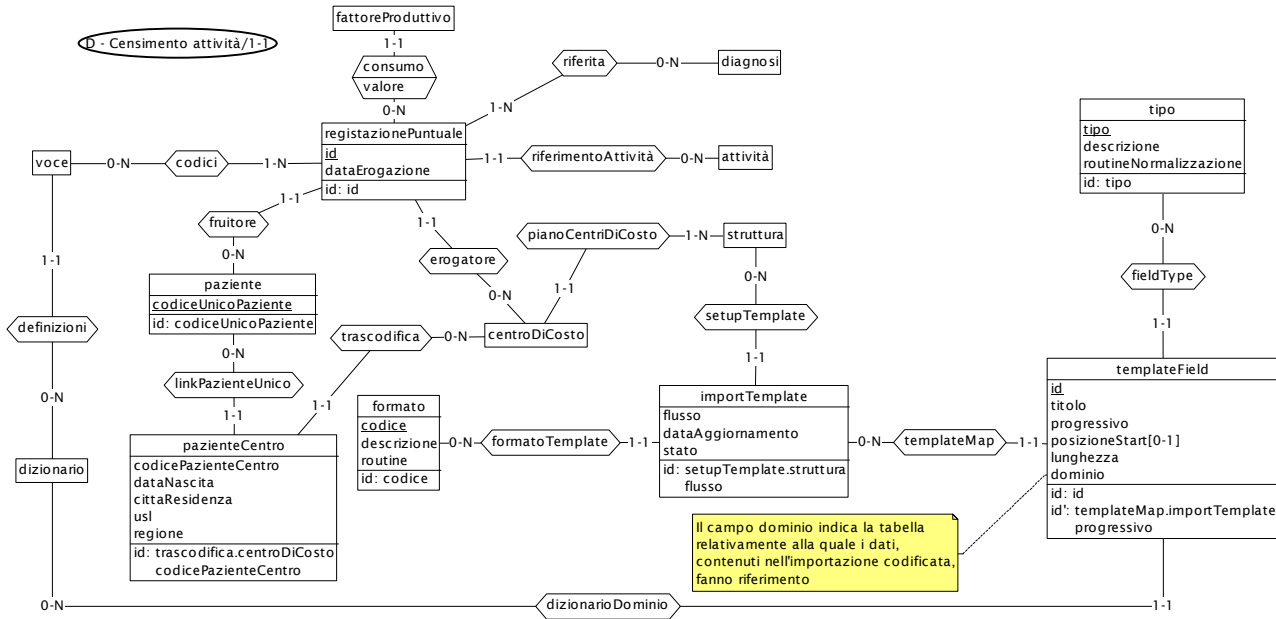 D - Censimento attività/1-1
fattoreProduttivo
1-1
consumo
valore
0-N
riferita
0-N
diagnosi
1-N
registazionePuntuale
id
dataErogazione
id: id
voce
0-N
codici
1-N
1-1
riferimentoAttività
0-N
attività
tipo
tipo
descrizione
routineNormalizzazione
id: tipo
1-1
fruitore
0-N
1-1
erogatore
0-N
pianoCentriDiCosto
1-N
struttura
1-1
0-N
fieldType
1-1
1-1
definizioni
0-N
paziente
codiceUnicoPaziente
id: codiceUnicoPaziente
0-N
linkPazienteUnico
1-1
trascodifica
0-N
centroDiCosto
1-1
0-N
setupTemplate
1-1
dizionario
pazienteCentro
codicePazienteCentro
dataNascita
cittaResidenza
usl
regione
id: trascodifica.centroDiCosto
codicePazienteCentro
formato
codice
descrizione
routine
id: codice
0-N
formatoTemplate
1-1
importTemplate
flusso
dataAggiornamento
stato
id: setupTemplate.struttura
flusso
0-N
templateMap
1-1
templateField
id
titolo
progressivo
posizioneStart[0-1]
lunghezza
dominio
id: id
id': templateMap.importTemplate
progressivo
Il campo dominio indica la tabella
relativamente alla quale i dati,
contenuti nell'importazione codificata,
fanno riferimento
0-N
dizionarioDominio
1-1